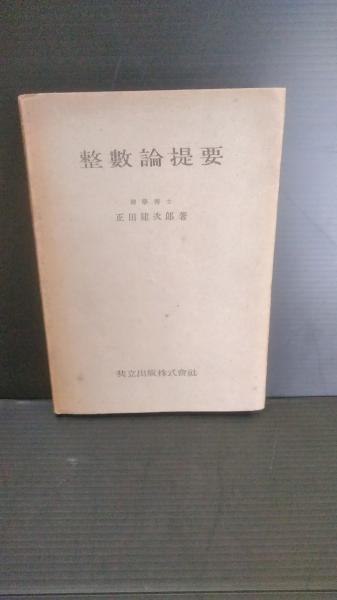 整數論提要
理學博士
正田建次郎著
共立出版株式會社